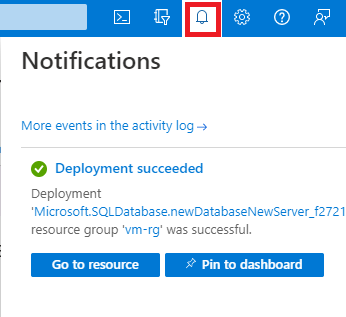 Notifications
More events in the activity log →
Deployment succeeded
Deployment
'Microsoft.SQLDatabase.newDatabaseNewServer_f2721
resource group 'vm-rg' was successful.
Go to resource
Pin to dashboard